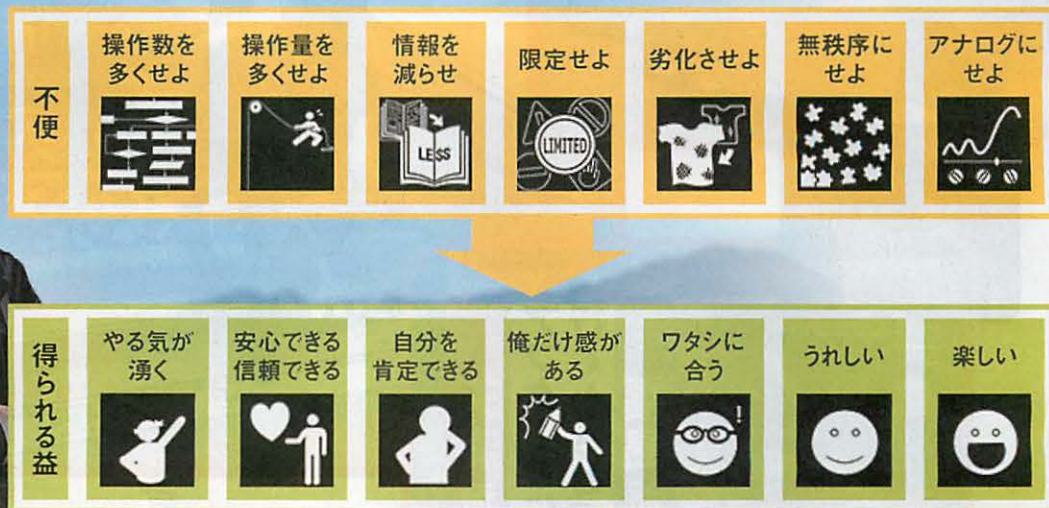 不便
操作数を
多くせよ
操作量を
多くせよ
情報を
減らせ
LESS
限定せよ
LIMITED
劣化させよ
無秩序に
せよ
アナログに
せよ
得られる益
やる気が
湧く
安心できる
信頼できる
自分を
肯定できる
俺だけ感が
ある
ワタシに
合う
!
うれしい
楽しい